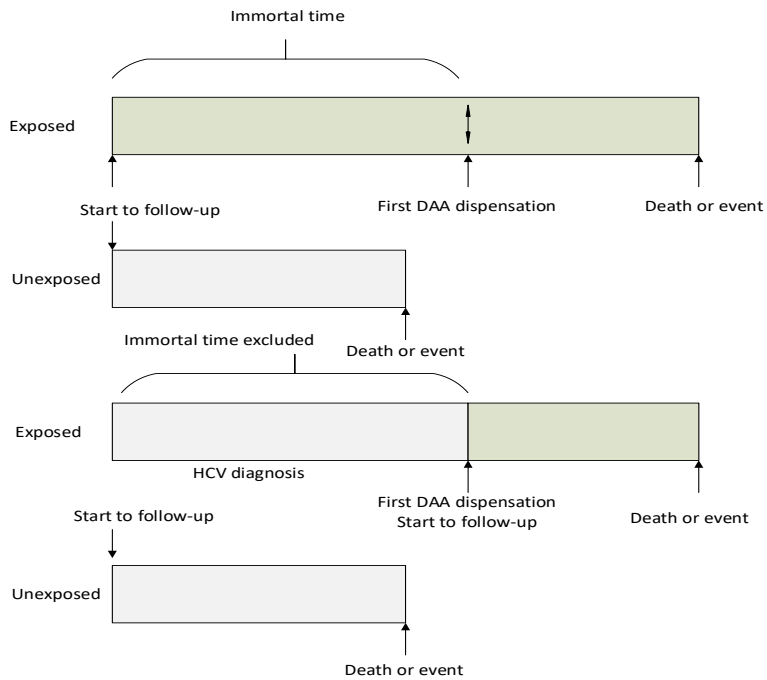 Immortal time
Exposed
Start to follow-up
First DAA dispensation
Death or event
Unexposed
Death or event
Immortal time excluded
Exposed
HCV diagnosis
First DAA dispensation
Start to follow-up
Death or event
Start to follow-up
Unexposed
Death or event